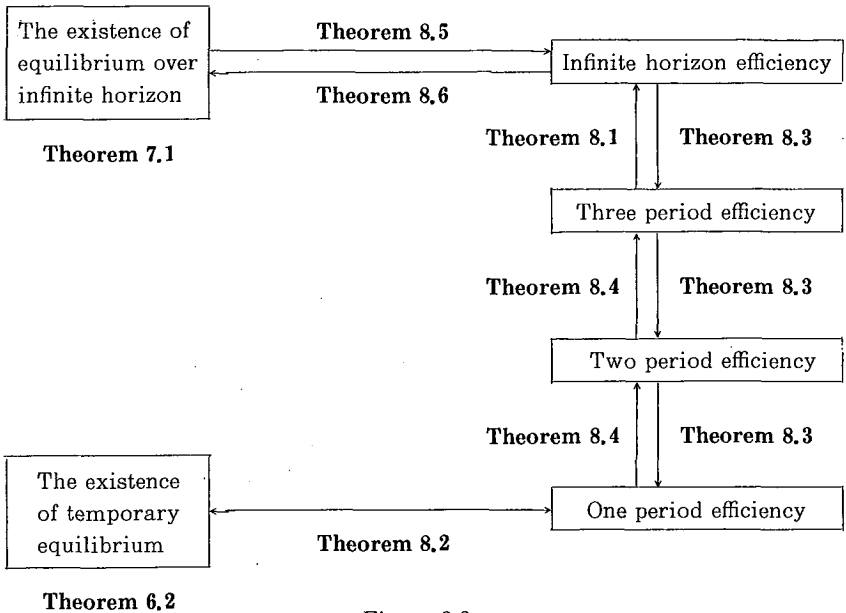 The existence of
equilibrium over
infinite horizon
Theorem 8.5
Theorem 8.6
Infinite horizon efficiency
Theorem 7.1
Theorem 8.1
Theorem 8.3
Three period efficiency
Theorem 8.4
Theorem 8.3
Two period efficiency
Theorem 8.4
Theorem 8.3
The existence
of temporary
equilibrium
Theorem 8.2
One period efficiency
Theorem 6.2